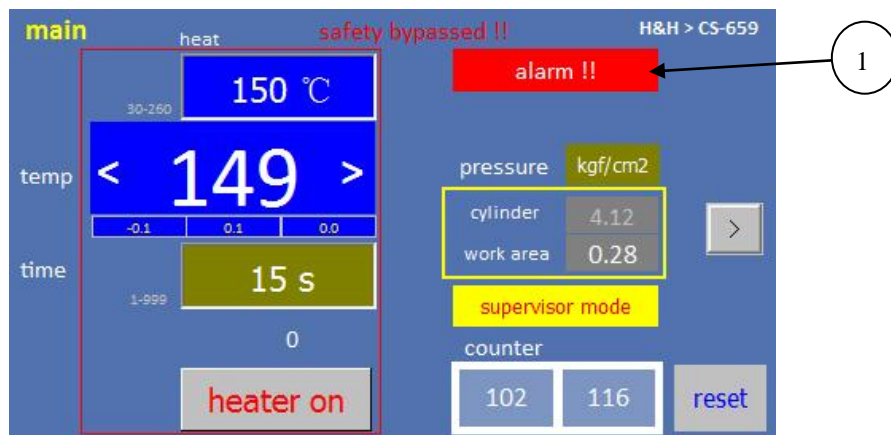 main
heat
safety bypassed !!
H&H > CS-659
1
alarm !!
150 ℃
30-260
temp
< 149 >
-0.1 0.1 0.0
pressure kgf/cm2
cylinder 4.12
work area 0.28
>
time
15 s
1-999
supervisor mode
0
counter
heater on
102 116
reset